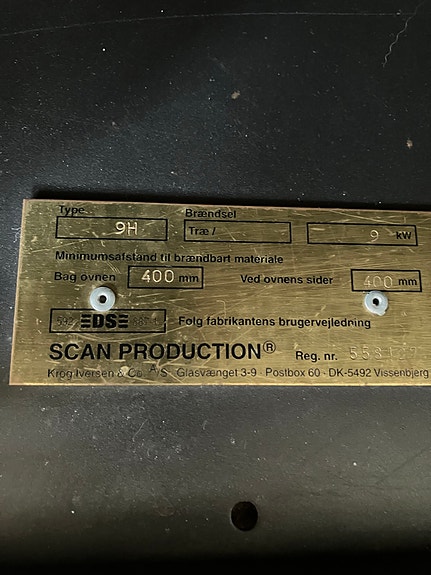 Type
Brændsel
9H
Træ /
9 kW
Minimumsafstand til brændbart materiale
Bag ovnen 400 mm Ved ovnens sider 400 mm
DS Følg fabrikantens brugervejledning
SCAN PRODUCTION® Reg. nr.
Krog Iversen & Co A/S · Glasvænget 3-9 · Postbox 60 · DK-5492 Vissenbjerg